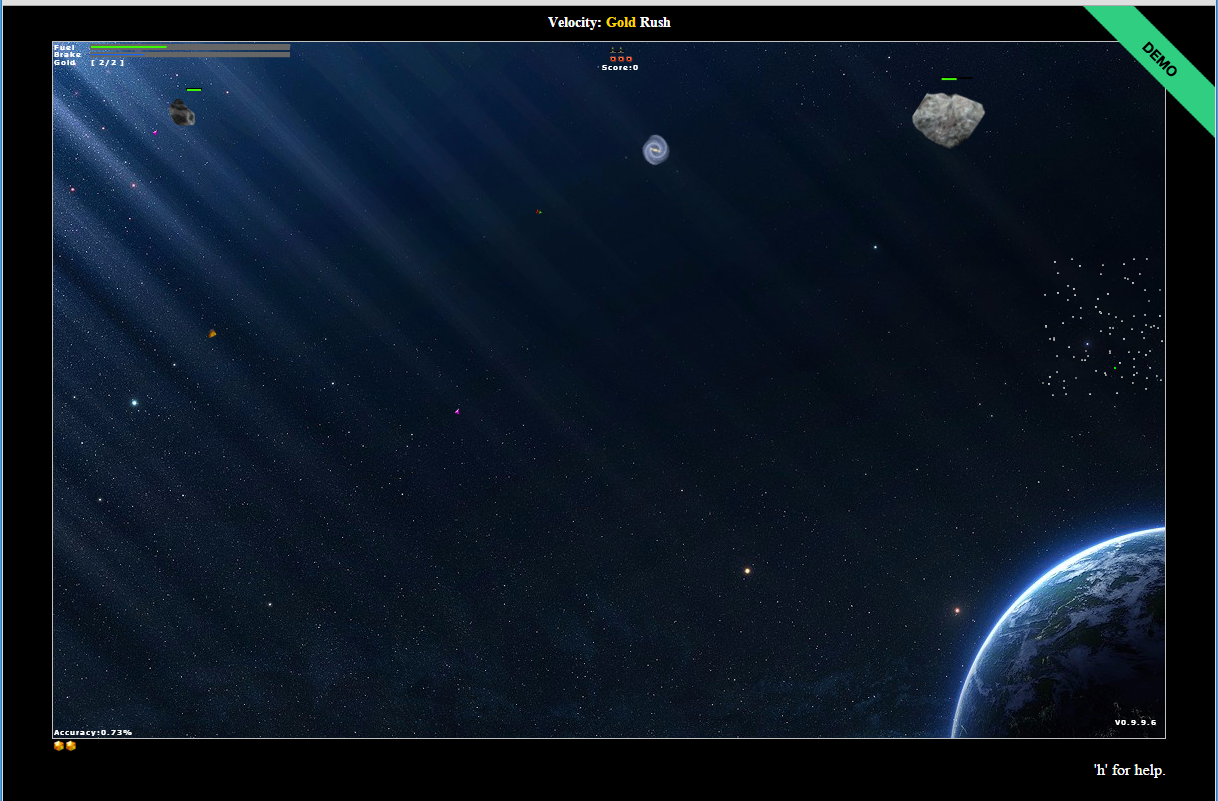 Velocity: Gold Rush
DEMO
Fuel
Brake
Gold [ 2/2 ]
Score:0
Accuracy:0.73%
V0.9.9.6
'h' for help.